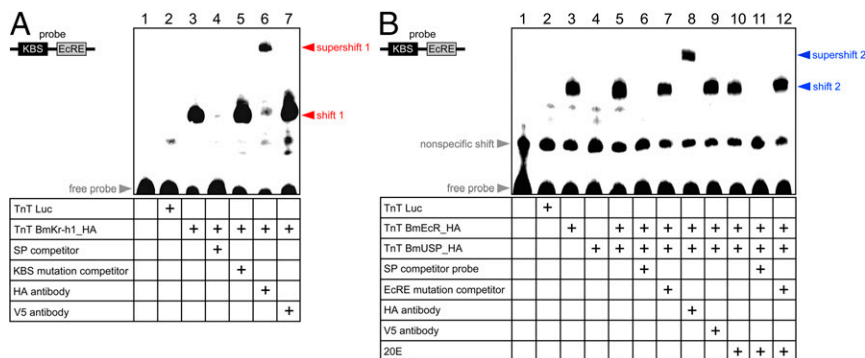 A
probe
KBS EcRE
1 2 3 4 5 6 7
supershift 1
shift 1
free probe
TnT Luc +
TnT BmKr-h1_HA + + + + +
SP competitor +
KBS mutation competitor +
HA antibody +
V5 antibody +
B
probe
KBS EcRE
1 2 3 4 5 6 7 8 9 10 11 12
supershift 2
shift 2
nonspecific shift
free probe
TnT Luc +
TnT BmEcR_HA + + + + + + + + +
TnT BmUSP_HA + + + + + + + + +
SP competitor probe + +
EcRE mutation competitor + +
HA antibody +
V5 antibody +
20E + + +